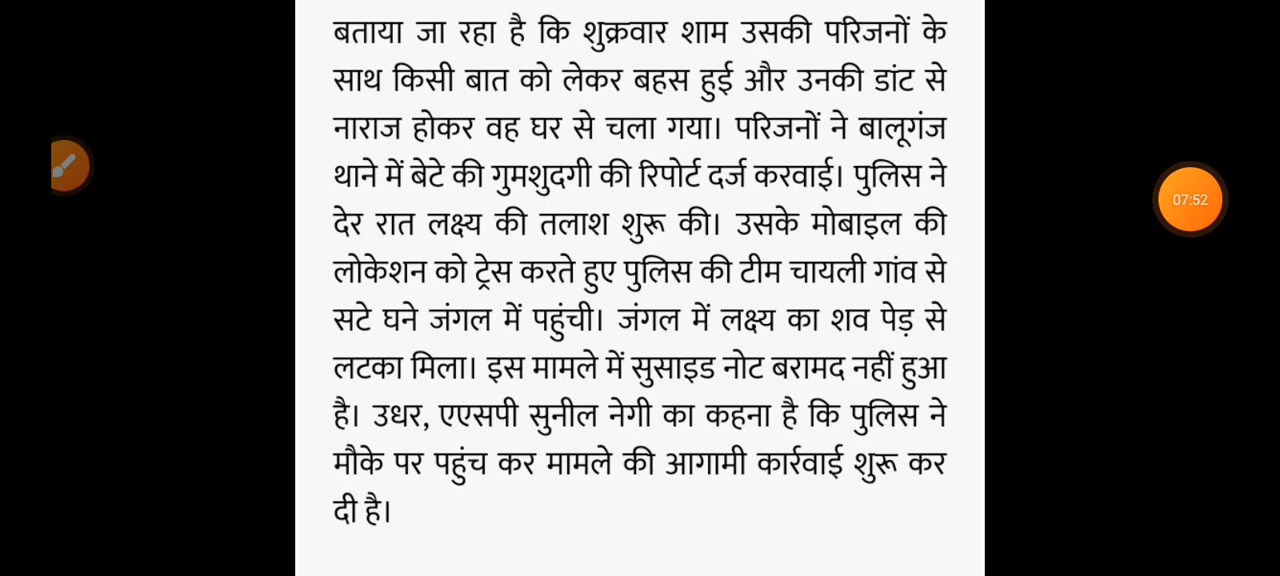 बताया जा रहा है कि शुक्रवार शाम उसकी परिजनों के
साथ किसी बात को लेकर बहस हुई और उनकी डांट से
नाराज होकर वह घर से चला गया। परिजनों ने बालूगंज
थाने में बेटे की गुमशुदगी की रिपोर्ट दर्ज करवाई। पुलिस ने
देर रात लक्ष्य की तलाश शुरू की। उसके मोबाइल की
लोकेशन को ट्रेस करते हुए पुलिस की टीम चायली गांव से
सटे घने जंगल में पहुंची। जंगल में लक्ष्य का शव पेड़ से
लटका मिला। इस मामले में सुसाइड नोट बरामद नहीं हुआ
है। उधर, एएसपी सुनील नेगी का कहना है कि पुलिस ने
मौके पर पहुंच कर मामले की आगामी कार्रवाई शुरू कर
दी है।
07:52